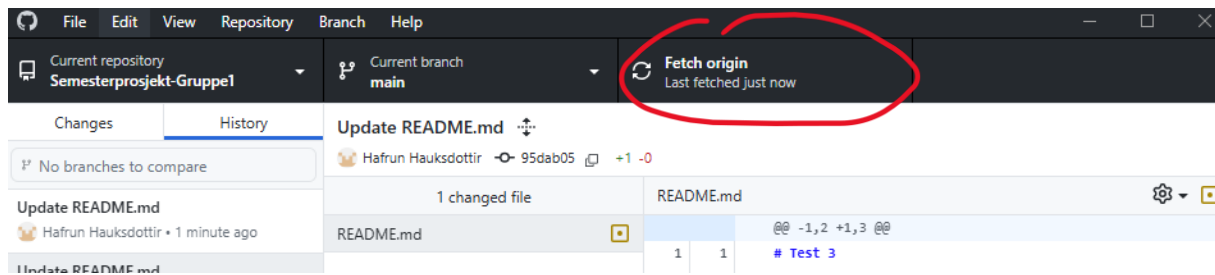 File Edit View Repository Branch Help
Current repository
Semesterprosjekt-Gruppe1
Current branch
main
Fetch origin
Last fetched just now
Changes History
No branches to compare
Update README.md
Hafrun Hauksdottir • 1 minute ago
Update README.md
Update README.md
Hafrun Hauksdottir 95dab05 +1 -0
1 changed file
README.md
README.md
@@ -1,2 +1,3 @@
1 1 # Test 3